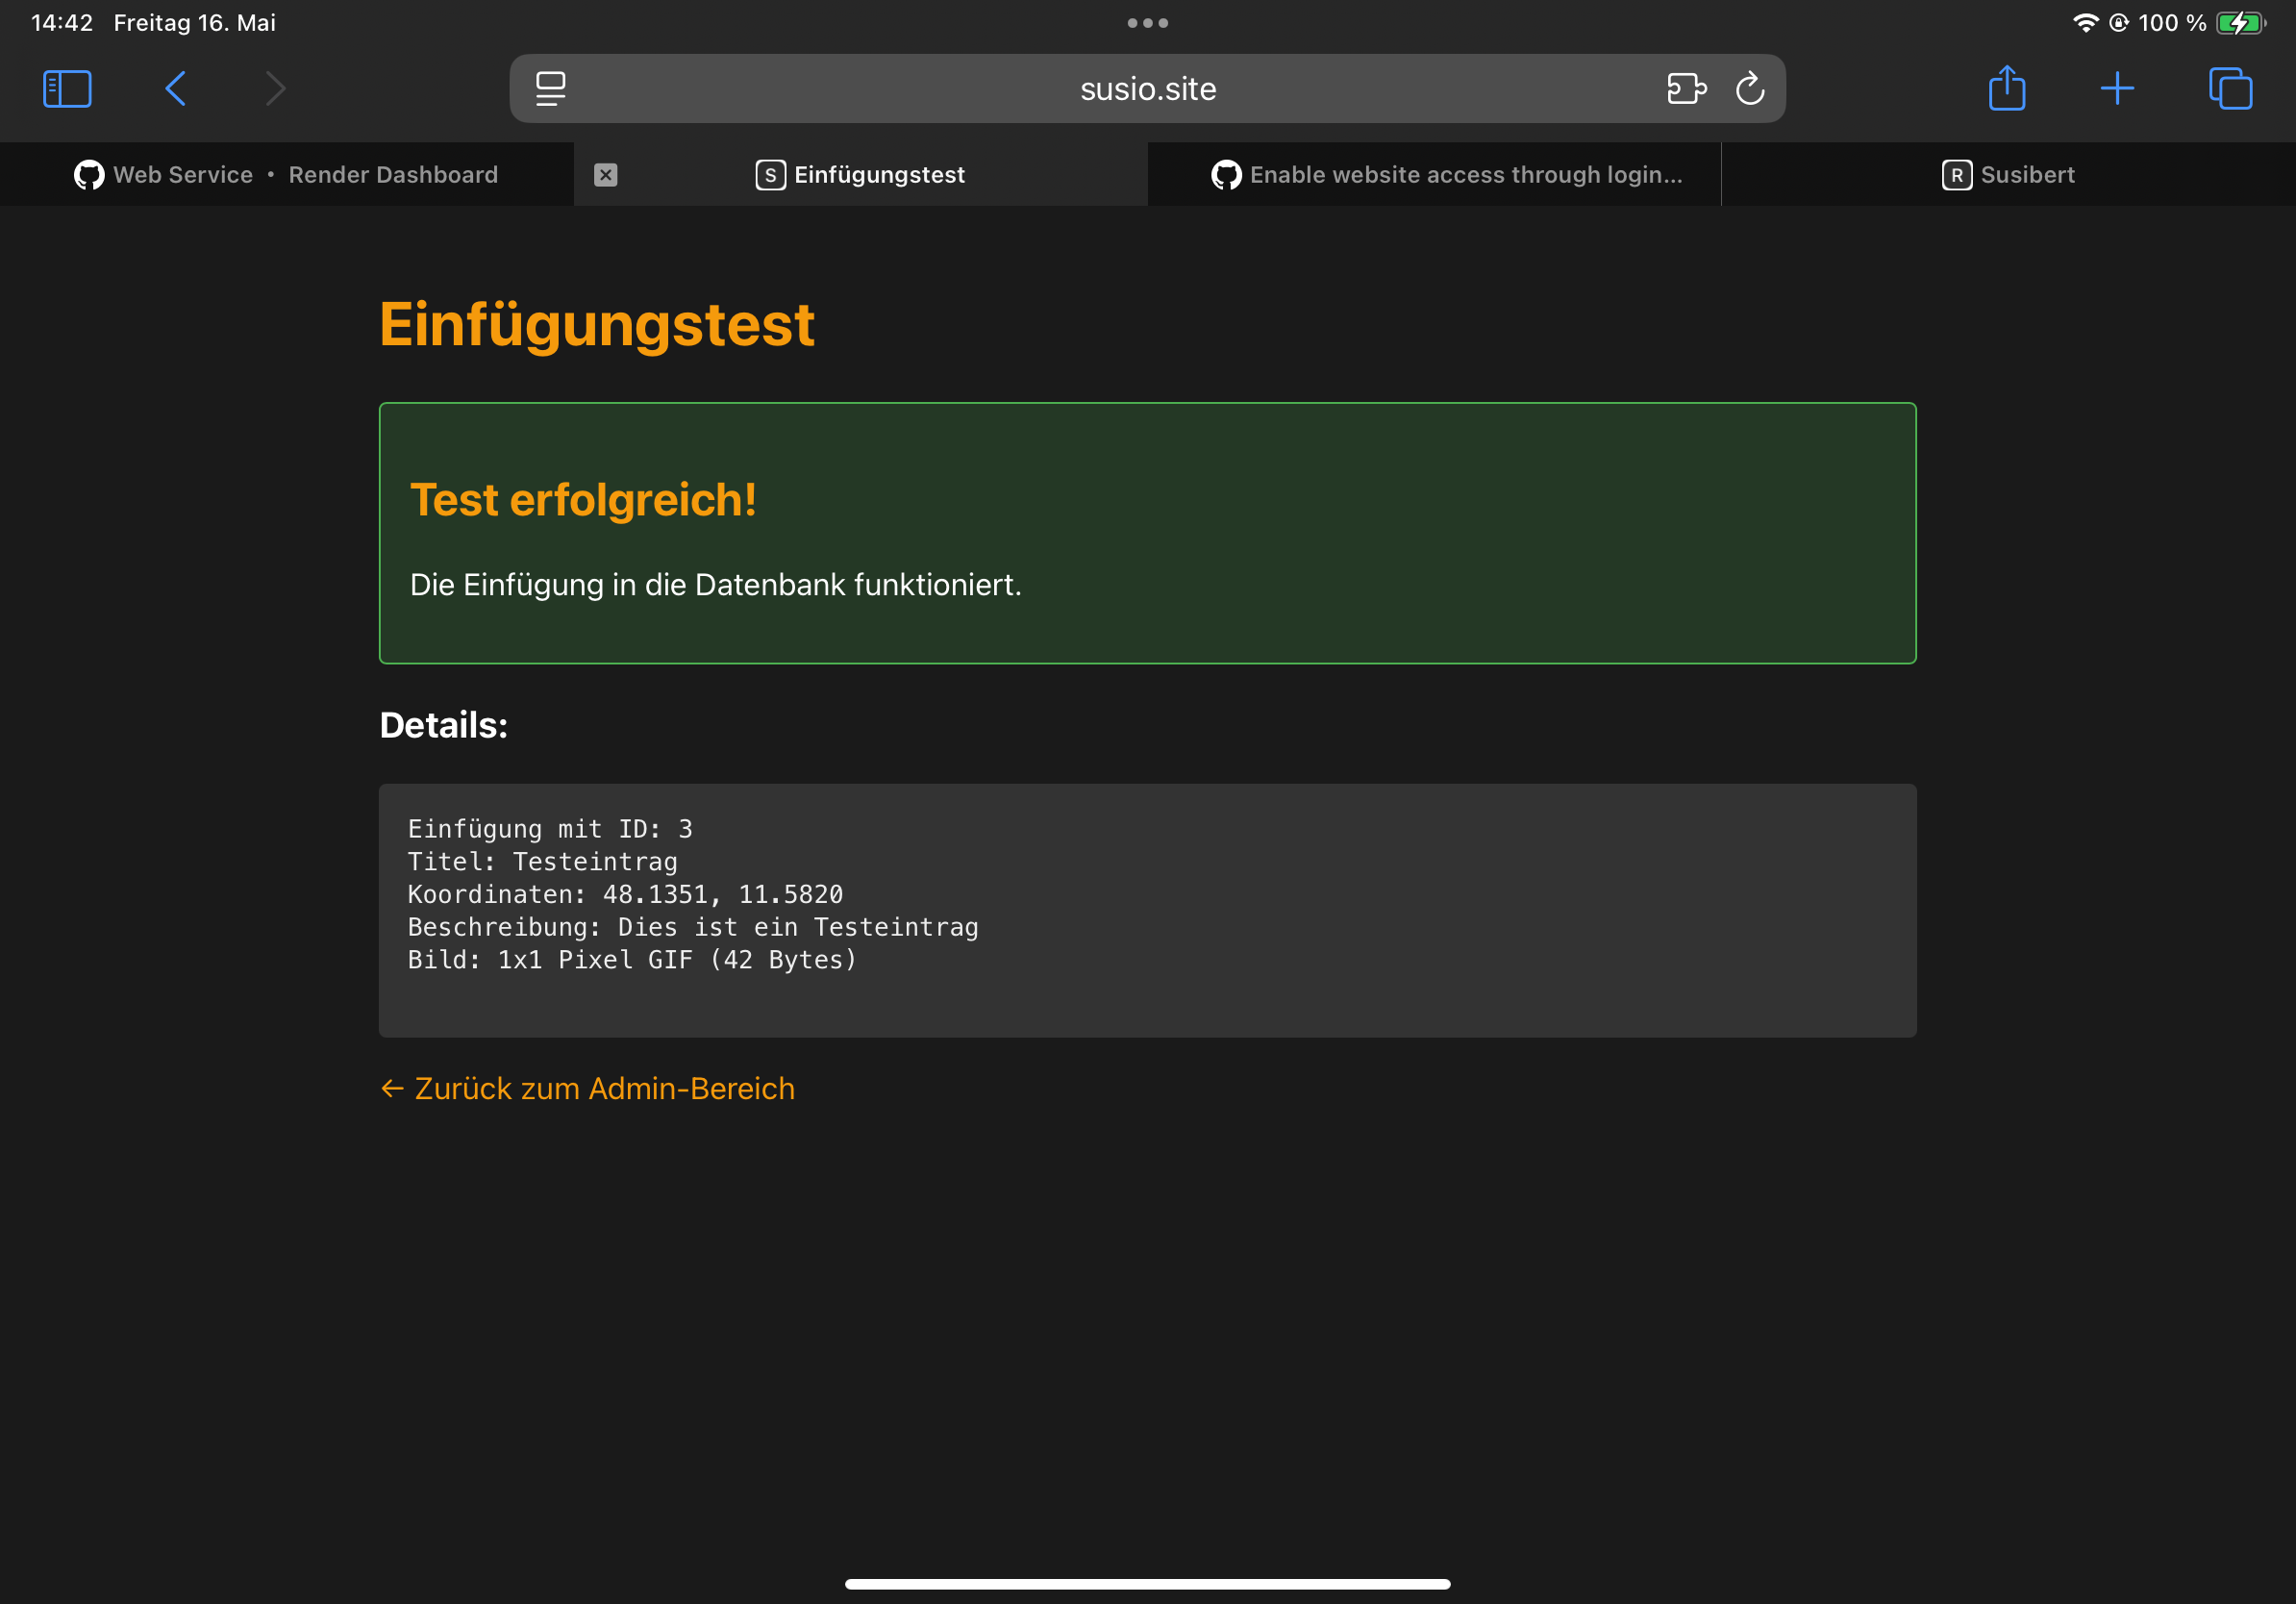 14:42 Freitag 16. Mai
100 %
susio.site
Web Service • Render Dashboard
S Einfügungstest
Enable website access through login...
R Susibert
Einfügungstest
Test erfolgreich!
Die Einfügung in die Datenbank funktioniert.
Details:
Einfügung mit ID: 3
Titel: Testeintrag
Koordinaten: 48.1351, 11.5820
Beschreibung: Dies ist ein Testeintrag
Bild: 1x1 Pixel GIF (42 Bytes)
← Zurück zum Admin-Bereich